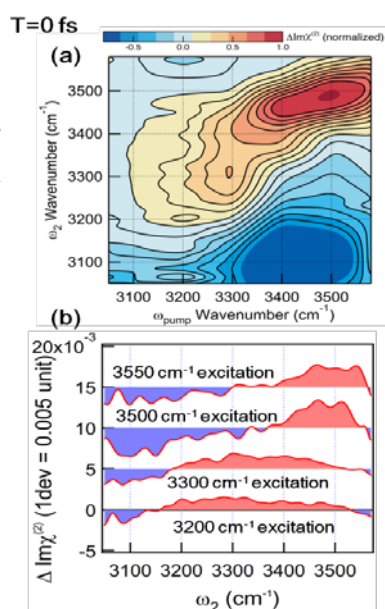 T=0 fs
ΔImχ(2) (normalized)
-0.5 0.0 0.5 1.0
(a)
3500
3400
3300
3200
3100
ω2 Wavenumber (cm-1)
3100 3200 3300 3400 3500
ωpump Wavenumber (cm-1)
(b)
20x10-3
15
10
5
0
-5
Δ Imχ(2) (1dev = 0.005 unit)
3550 cm-1 excitation
3500 cm-1 excitation
3300 cm-1 excitation
3200 cm-1 excitation
3100 3200 3300 3400 3500
ω2 (cm-1)